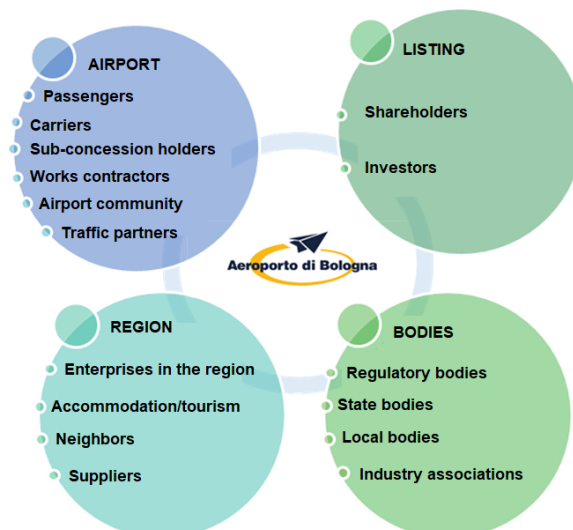 AIRPORT
Passengers
Carriers
Sub-concession holders
Works contractors
Airport community
Traffic partners
LISTING
Shareholders
Investors
Aeroporto di Bologna
REGION
Enterprises in the region
Accommodation/tourism
Neighbors
Suppliers
BODIES
Regulatory bodies
State bodies
Local bodies
Industry associations